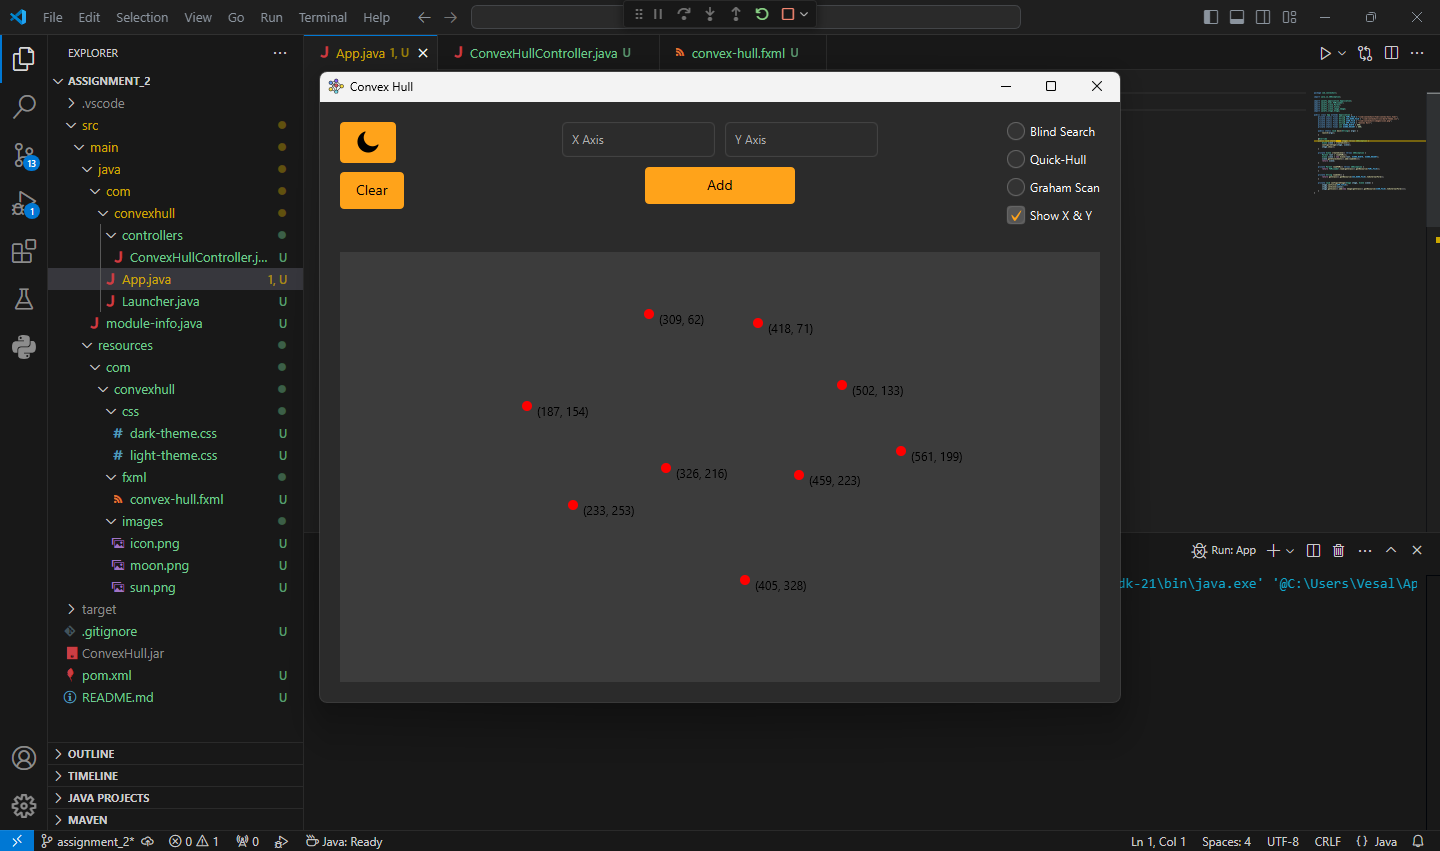 File Edit Selection View Go Run Terminal Help
EXPLORER
App.java 1, U
ConvexHullController.java U
convex-hull.fxml U
ASSIGNMENT_2
.vscode
src
main
java
com
convexhull
controllers
ConvexHullController.j... U
App.java 1, U
Launcher.java U
module-info.java U
resources
com
convexhull
css
dark-theme.css U
light-theme.css U
fxml
convex-hull.fxml U
images
icon.png U
moon.png U
sun.png U
target
.gitignore U
ConvexHull.jar
pom.xml U
README.md U
OUTLINE
TIMELINE
JAVA PROJECTS
MAVEN
Convex Hull
Clear
X Axis
Y Axis
Add
Blind Search
Quick-Hull
Graham Scan
Show X & Y
(309, 62)
(418, 71)
(502, 133)
(187, 154)
(561, 199)
(326, 216)
(459, 223)
(233, 253)
(405, 328)
Run: App
dk-21\bin\java.exe' '@C:\Users\Vesal\Ap
13
1
assignment_2* 0 1 0 Java: Ready
Ln 1, Col 1 Spaces: 4 UTF-8 CRLF {} Java